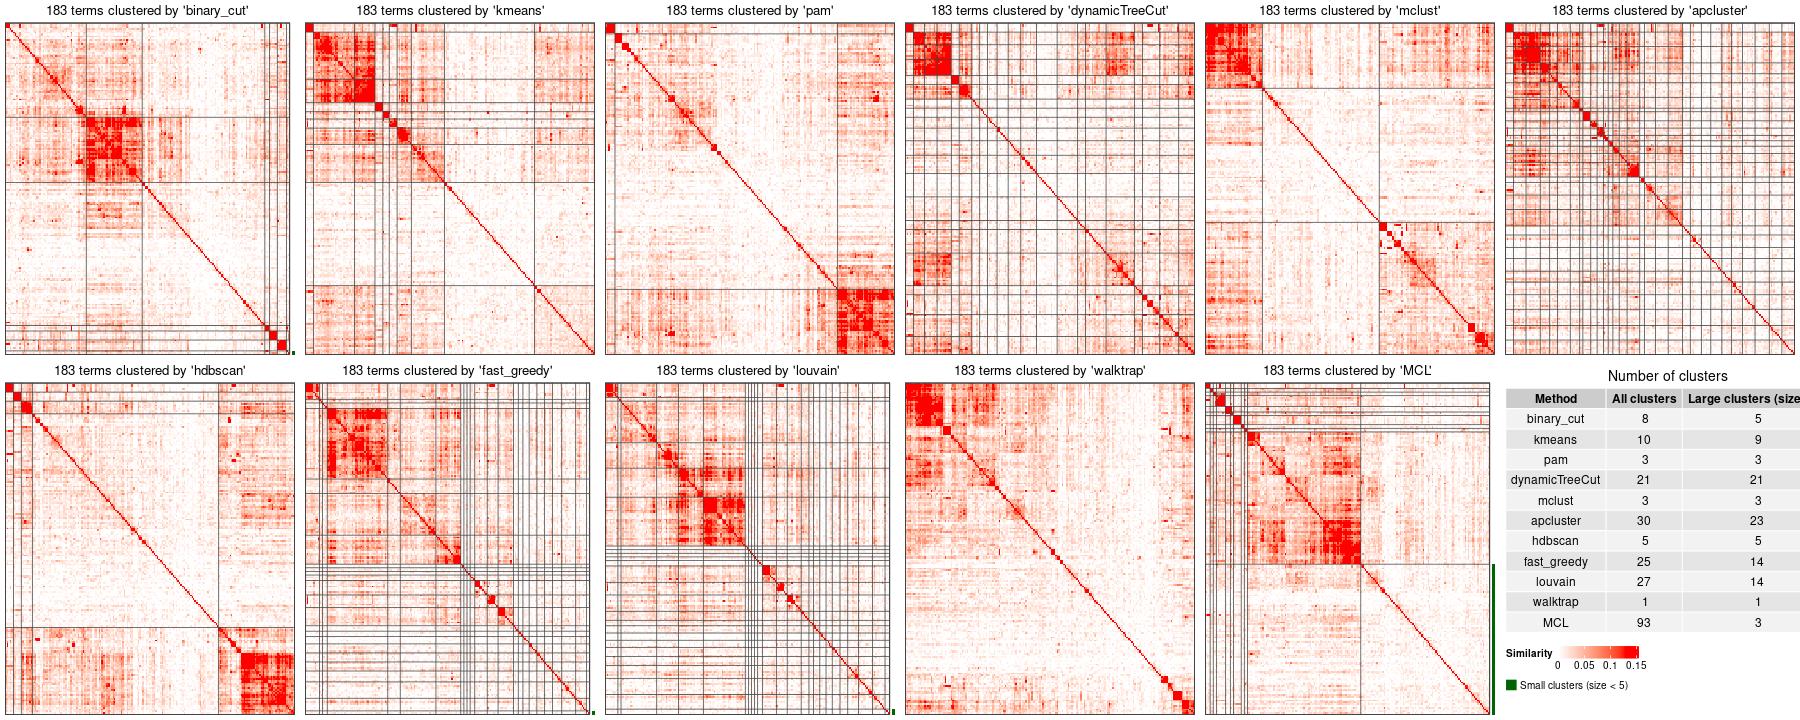 183 terms clustered by 'binary_cut'
183 terms clustered by 'kmeans'
183 terms clustered by 'pam'
183 terms clustered by 'dynamicTreeCut'
183 terms clustered by 'mclust'
183 terms clustered by 'apcluster'
183 terms clustered by 'hdbscan'
183 terms clustered by 'fast_greedy'
183 terms clustered by 'louvain'
183 terms clustered by 'walktrap'
183 terms clustered by 'MCL'
Number of clusters
Method All clusters Large clusters (size
binary_cut 8 5
kmeans 10 9
pam 3 3
dynamicTreeCut 21 21
mclust 3 3
apcluster 30 23
hdbscan 5 5
fast_greedy 25 14
louvain 27 14
walktrap 1 1
MCL 93 3
Similarity
0 0.05 0.1 0.15
Small clusters (size < 5)